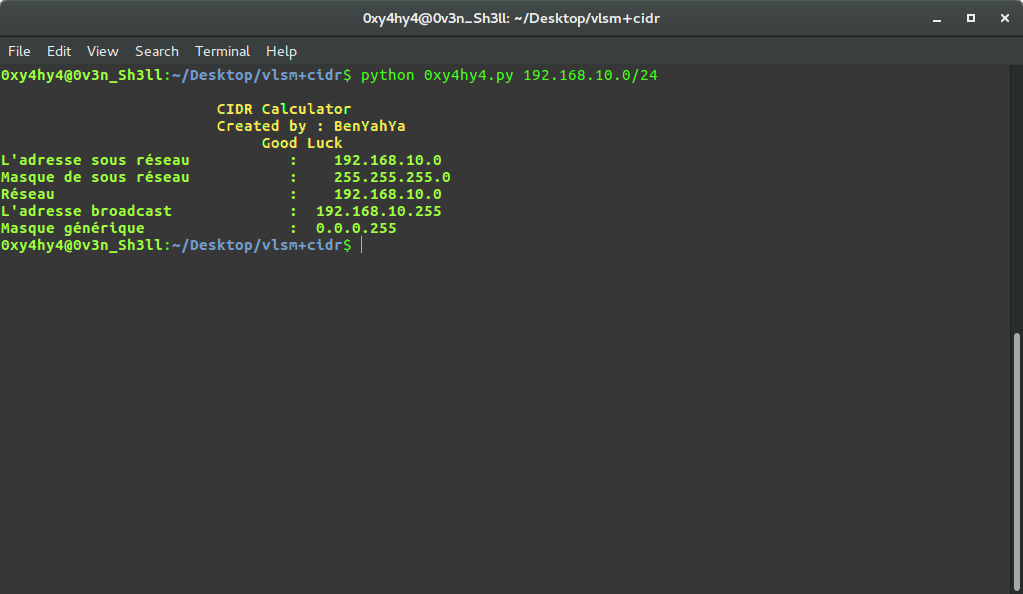 0xy4hy4@0v3n_Sh3ll: ~/Desktop/vlsm+cidr
File Edit View Search Terminal Help
0xy4hy4@0v3n_Sh3ll:~/Desktop/vlsm+cidr$ python 0xy4hy4.py 192.168.10.0/24
CIDR Calculator
Created by : BenYahYa
Good Luck
L'adresse sous réseau : 192.168.10.0
Masque de sous réseau : 255.255.255.0
Réseau : 192.168.10.0
L'adresse broadcast : 192.168.10.255
Masque générique : 0.0.0.255
0xy4hy4@0v3n_Sh3ll:~/Desktop/vlsm+cidr$